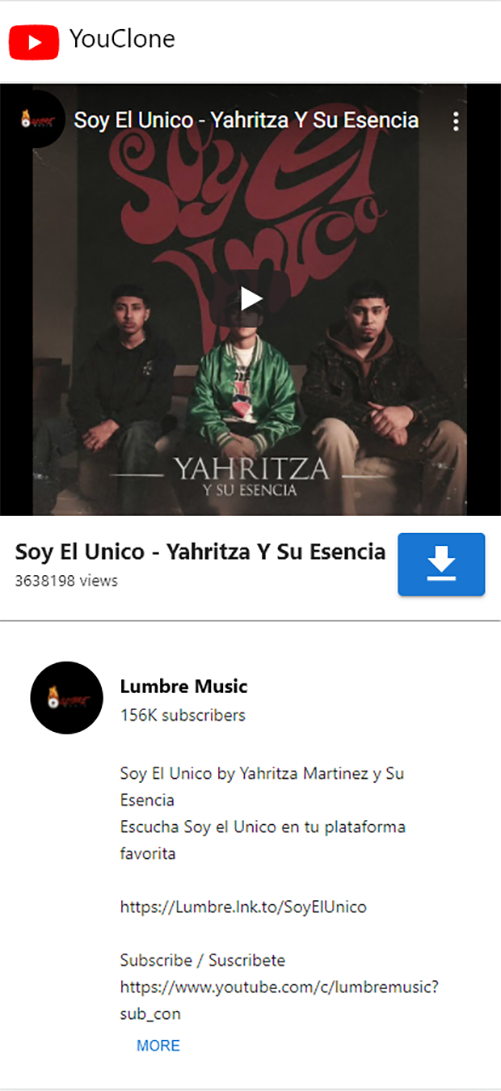 YouClone
Soy El Unico - Yahritza Y Su Esencia
Soy El
Unico
YAHRITZA
Y SU ESENCIA
Soy El Unico - Yahritza Y Su Esencia
3638198 views
Lumbre Music
156K subscribers
Soy El Unico by Yahritza Martinez y Su
Esencia
Escucha Soy el Unico en tu plataforma
favorita
https://Lumbre.lnk.to/SoyElUnico
Subscribe / Suscribete
https://www.youtube.com/c/lumbremusic?
sub_con
MORE